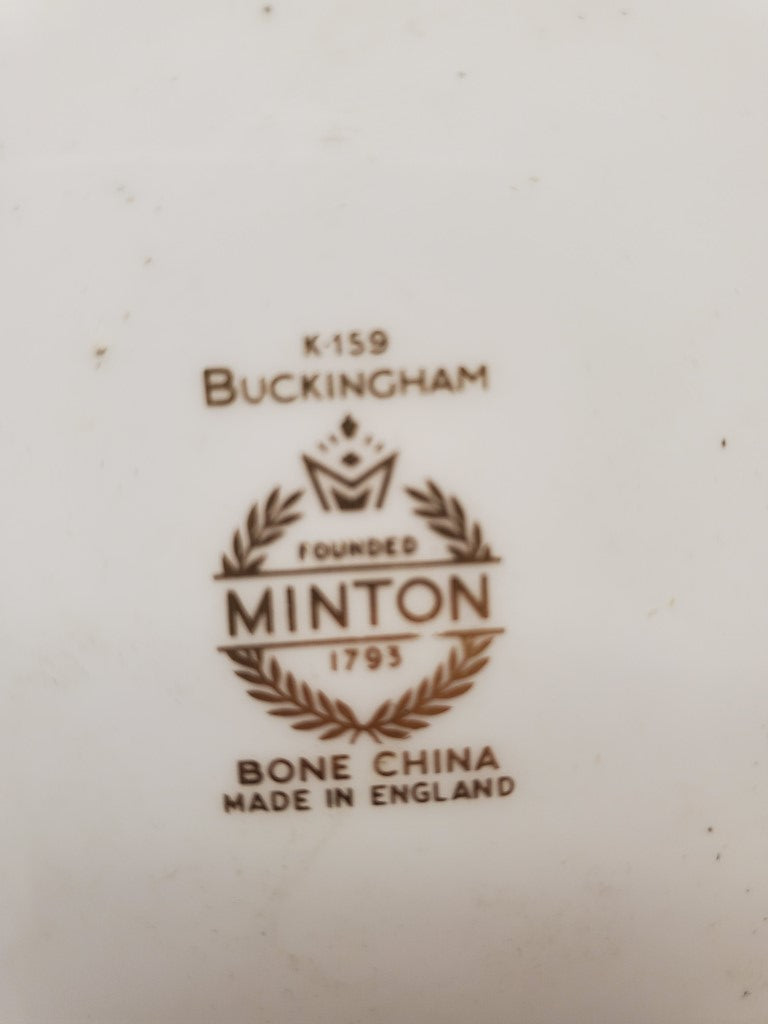 K-159
BUCKINGHAM
FOUNDED
MINTON
1793
BONE CHINA
MADE IN ENGLAND